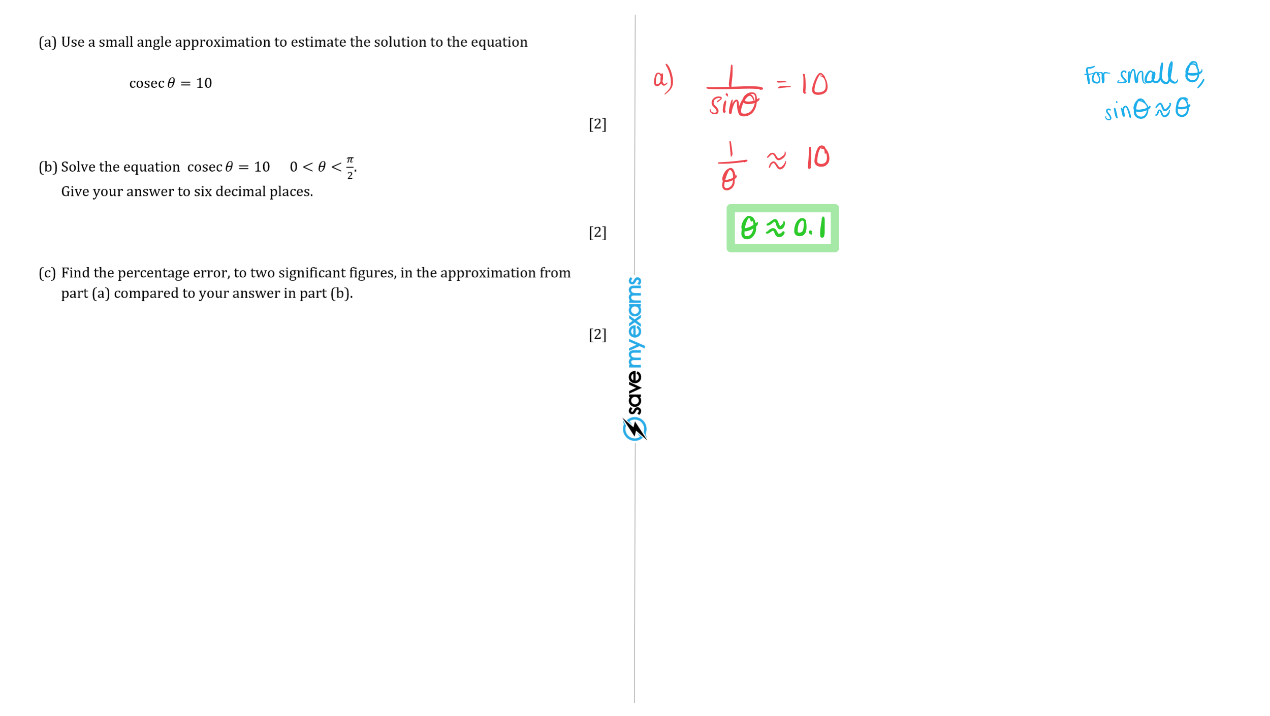 (a) Use a small angle approximation to estimate the solution to the equation
cosec θ = 10
[2]
(b) Solve the equation cosec θ = 10 0 < θ < π/2.
Give your answer to six decimal places.
[2]
(c) Find the percentage error, to two significant figures, in the approximation from
part (a) compared to your answer in part (b).
[2]
savemyexams
a) 1/sinθ = 10
1/θ ≈ 10
θ ≈ 0.1
For small θ,
sinθ ≈ θ